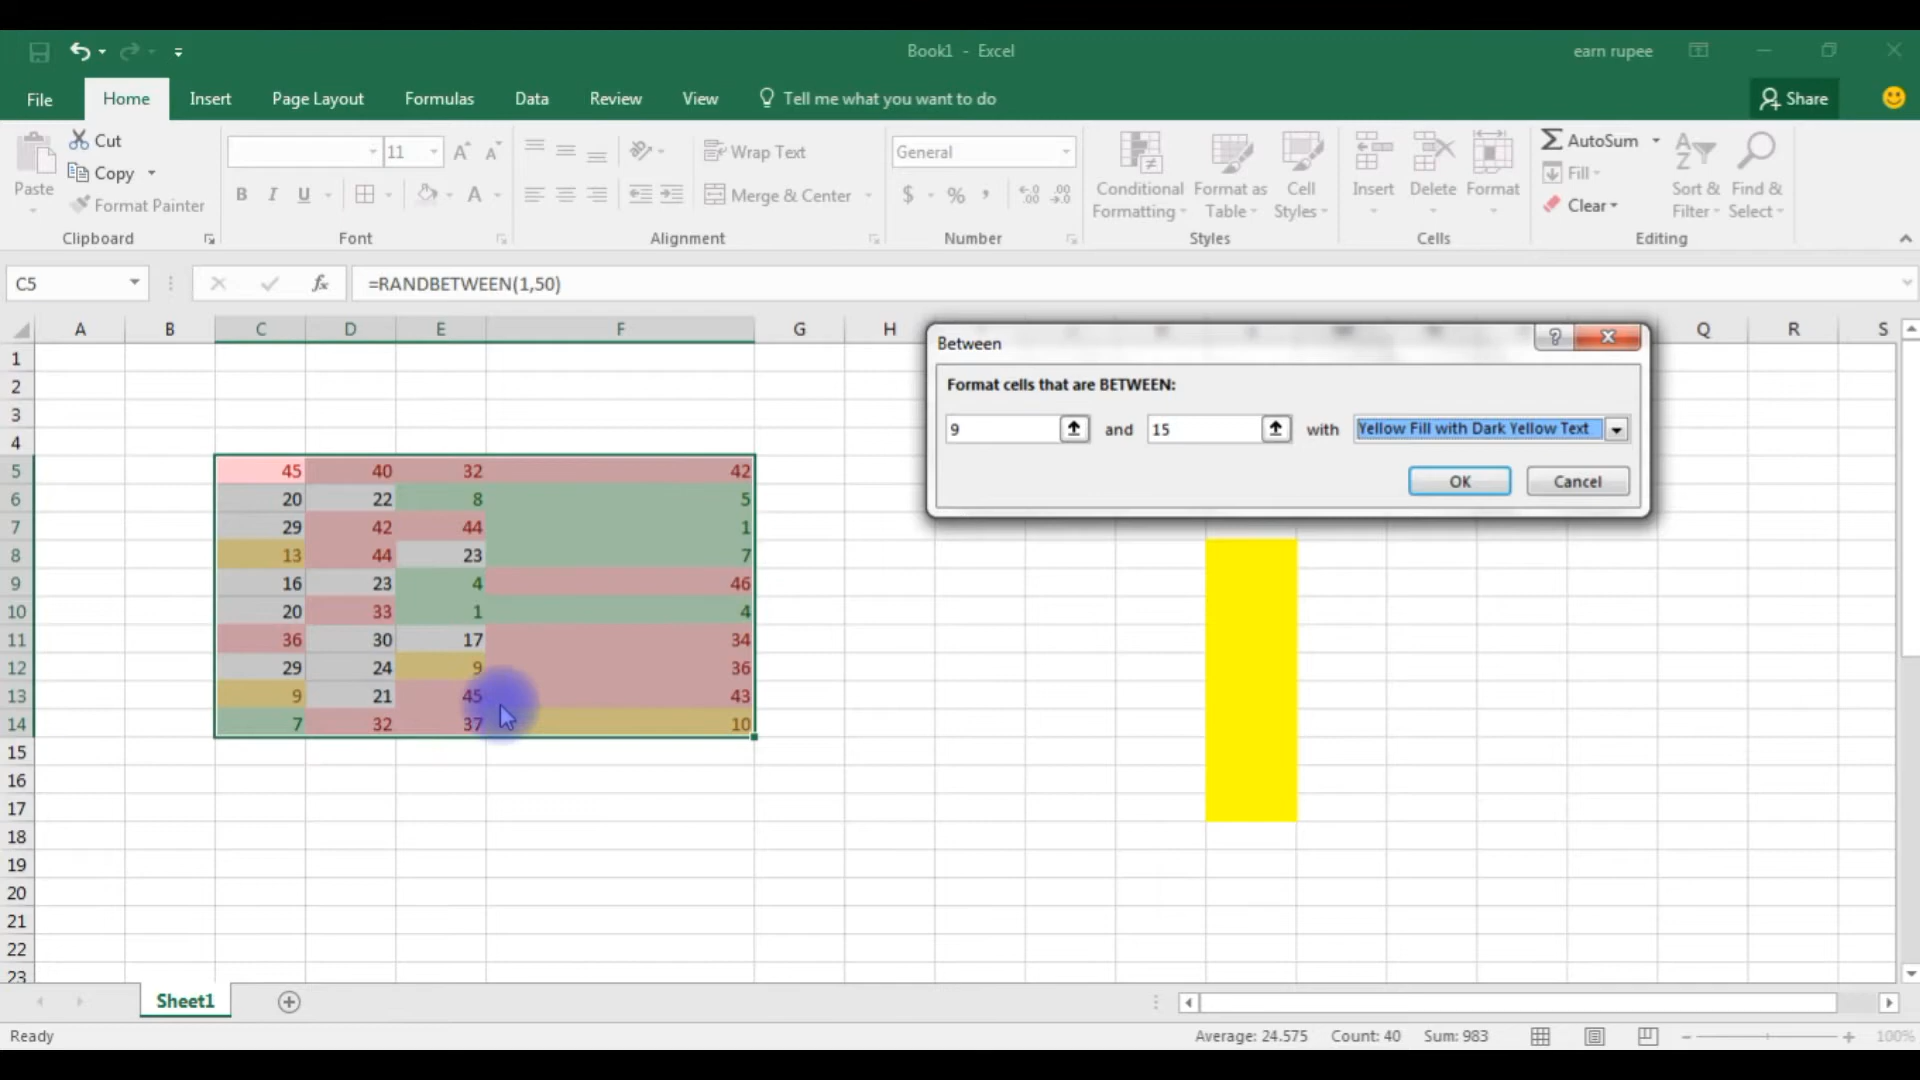 Book1 - Excel
earn rupee
File Home Insert Page Layout Formulas Data Review View Tell me what you want to do
Share
Paste
Cut
Copy
Format Painter
Clipboard
11
B I U
A
Font
Wrap Text
Merge & Center
Alignment
General
$ % ,
Number
Conditional Formatting
Format as Table
Cell Styles
Styles
Insert Delete Format
Cells
AutoSum
Fill
Clear
Sort & Filter
Find & Select
Editing
C5
fx
=RANDBETWEEN(1,50)
A B C D E F G H Q R S
Between
Format cells that are BETWEEN:
9 and 15 with Yellow Fill with Dark Yellow Text
OK Cancel
1
2
3
4
5 45 40 32 42
6 20 22 8 5
7 29 42 44 1
8 13 44 23 7
9 16 23 4 46
10 20 33 1 4
11 36 30 17 34
12 29 24 9 36
13 9 21 45 43
14 7 32 37 10
15
16
17
18
19
20
21
22
23
Sheet1
Ready
Average: 24.575 Count: 40 Sum: 983
100%